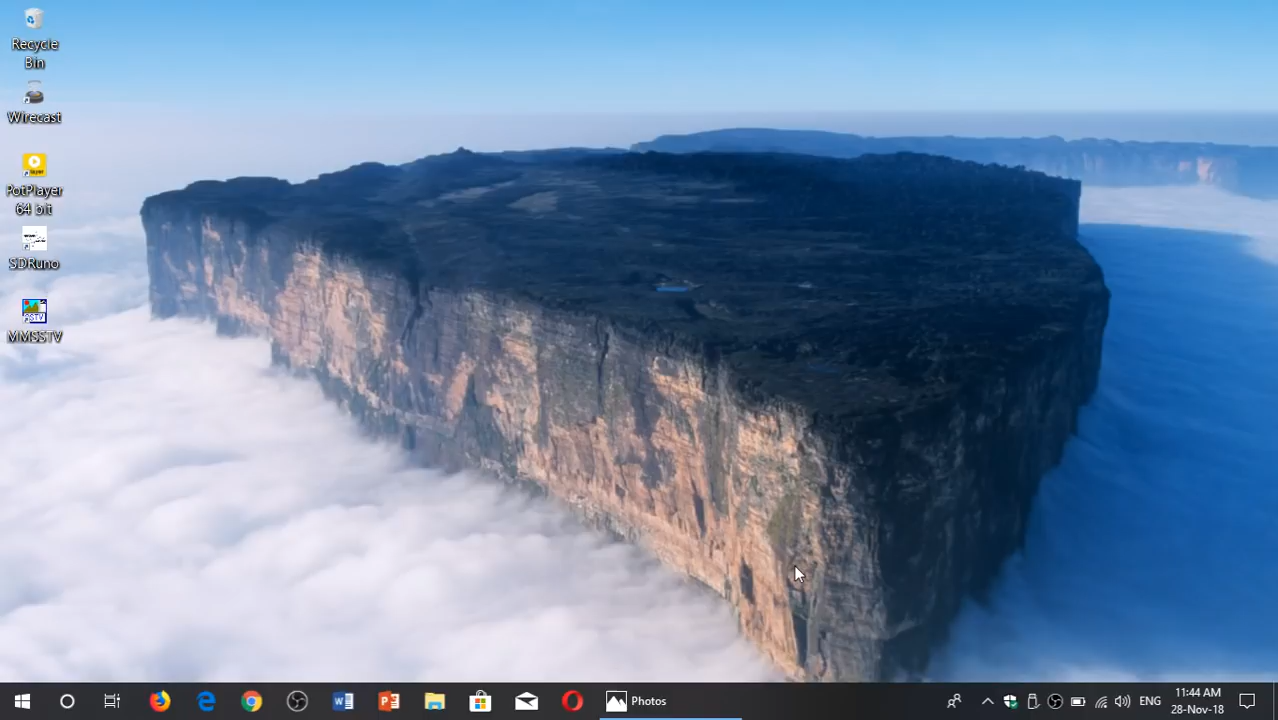 Recycle
Bin
Wirecast
PotPlayer
64 bit
SDRuno
MMSSTV
Photos
ENG
11:44 AM
28-Nov-18